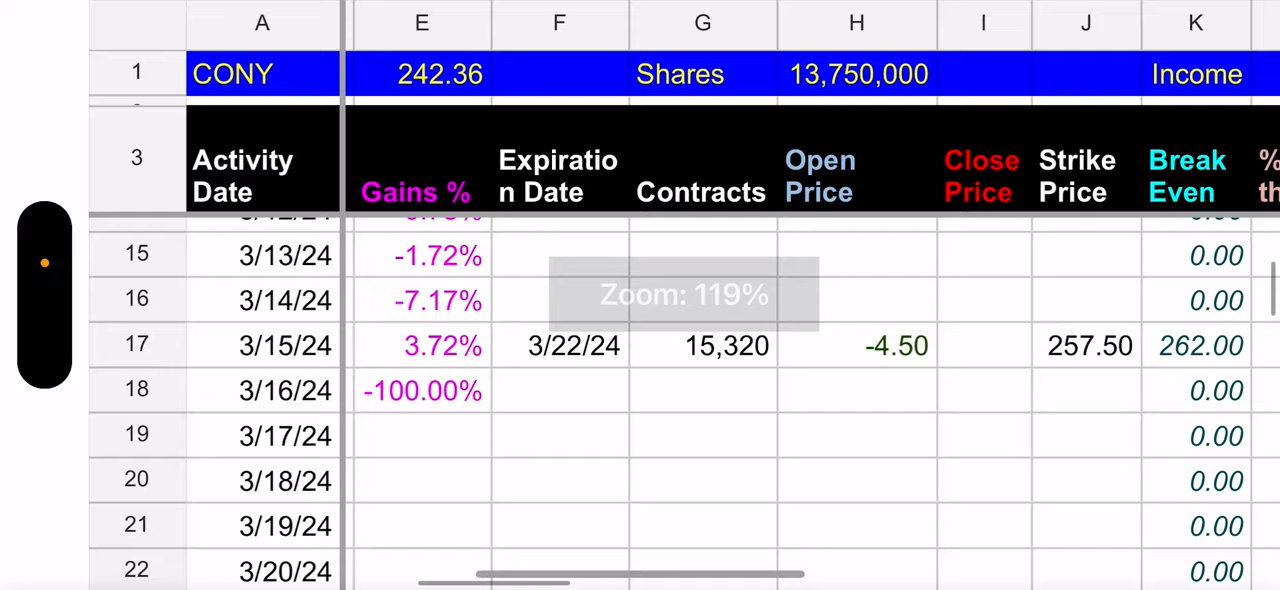 A E F G H I J K
1 CONY 242.36 Shares 13,750,000 Income
3 Activity Date Gains % Expiratio n Date Contracts Open Price Close Price Strike Price Break Even
15 3/13/24 -1.72% 0.00
16 3/14/24 -7.17% 0.00
Zoom: 119%
17 3/15/24 3.72% 3/22/24 15,320 -4.50 257.50 262.00
18 3/16/24 -100.00% 0.00
19 3/17/24 0.00
20 3/18/24 0.00
21 3/19/24 0.00
22 3/20/24 0.00